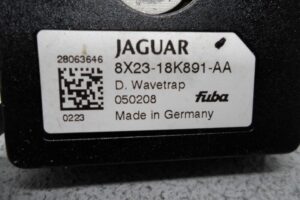 JAGUAR
28063646
8X23-18K891-AA
D. Wavetrap
050208 fuba
0223 Made in Germany